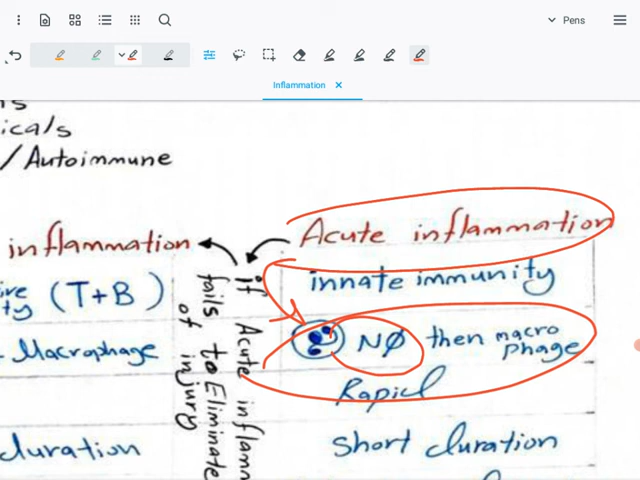 Pens
Inflammation
icals
/Autoimmune
inflammation
Acute inflammation
innate immunity
(T+B)
NØ then macro
phage
Macrophage
Rapid
duration
short duration
if Acute inflamm
fails to Eliminate
of injury